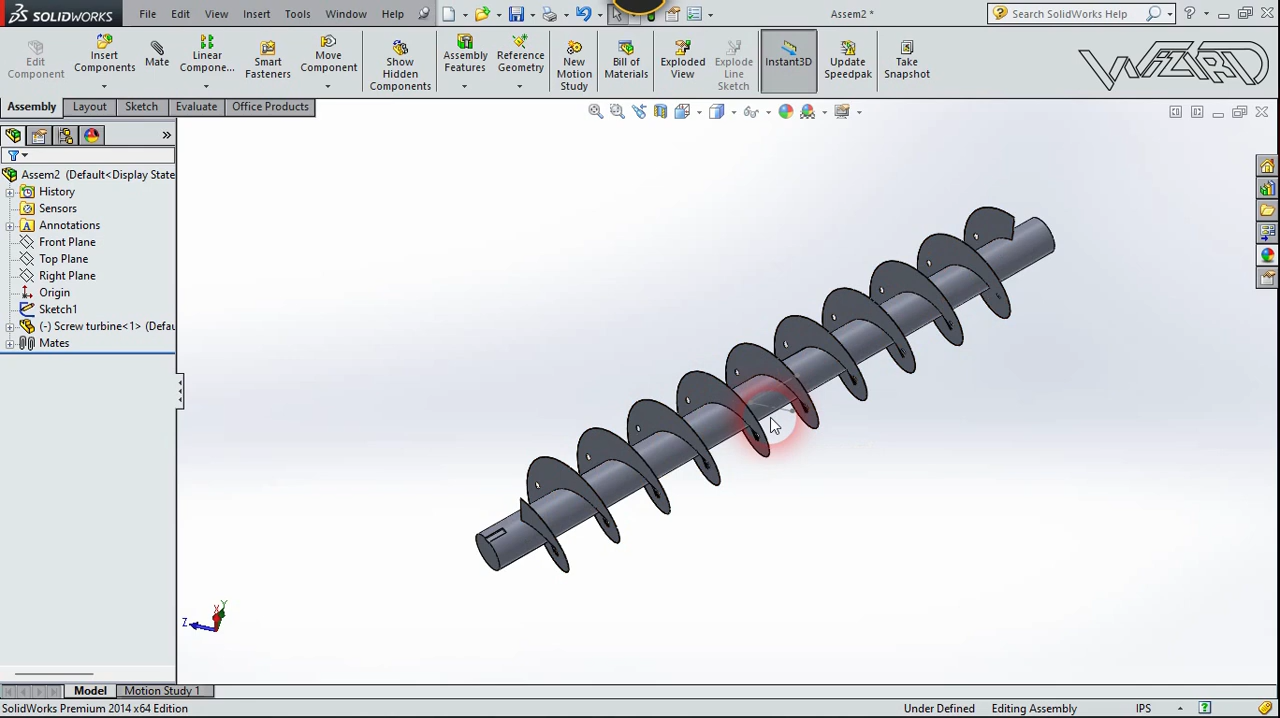 SOLIDWORKS File Edit View Insert Tools Window Help Assem2 * Search SolidWorks Help
Edit Component
Insert Components
Mate
Linear Compone...
Smart Fasteners
Move Component
Show Hidden Components
Assembly Features
Reference Geometry
New Motion Study
Bill of Materials
Exploded View
Explode Line Sketch
Instant3D
Update Speedpak
Take Snapshot
WIZARD
Assembly Layout Sketch Evaluate Office Products
Assem2 (Default<Display State
History
Sensors
Annotations
Front Plane
Top Plane
Right Plane
Origin
Sketch1
(-) Screw turbine<1> (Defau
Mates
X Y
Z
Model Motion Study 1
SolidWorks Premium 2014 x64 Edition Under Defined Editing Assembly IPS